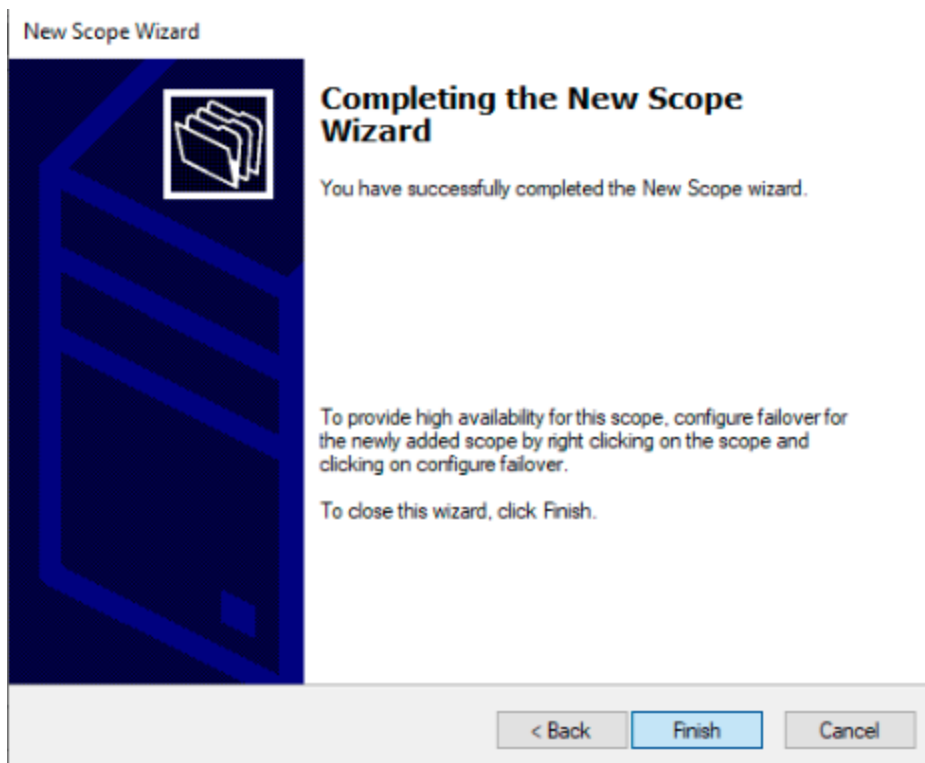 New Scope Wizard
Completing the New Scope
Wizard
You have successfully completed the New Scope wizard.
To provide high availability for this scope, configure failover for
the newly added scope by right clicking on the scope and
clicking on configure failover.
To close this wizard, click Finish.
< Back
Finish
Cancel